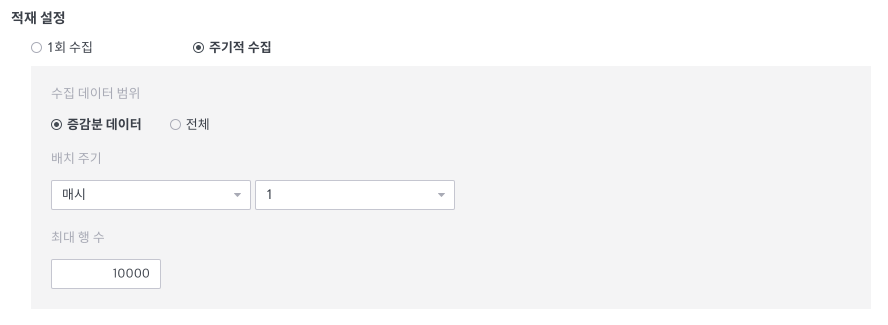 적재 설정
1회 수집 주기적 수집
수집 데이터 범위
증감분 데이터 전체
배치 주기
매시 1
최대 행 수
10000